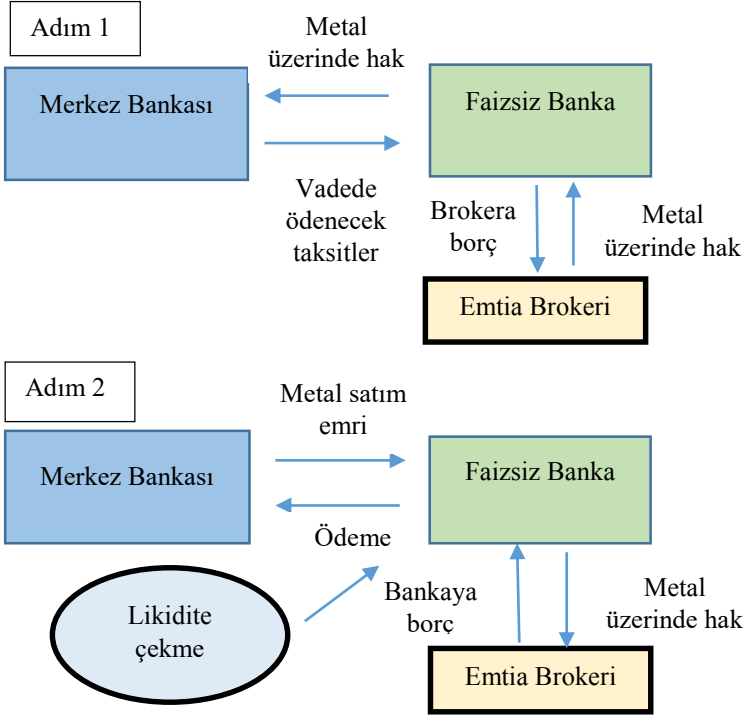 Adım 1
Metal
üzerinde hak
Merkez Bankası
Faizsiz Banka
Vadede
ödenecek
taksitler
Brokera
borç
Metal
üzerinde hak
Emtia Brokeri
Adım 2
Metal satım
emri
Merkez Bankası
Faizsiz Banka
Ödeme
Likidite
çekme
Bankaya
borç
Metal
üzerinde hak
Emtia Brokeri